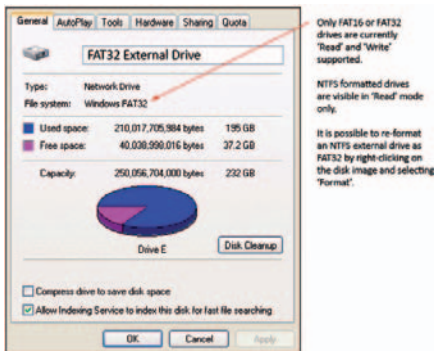 General AutoPlay Tools Hardware Sharing Quota
FAT32 External Drive
Type: Network Drive
File system: Windows FAT32
Used space: 210,017,705,984 bytes 195 GB
Free space: 40,038,998,016 bytes 37.2 GB
Capacity: 250,056,704,000 bytes 232 GB
Drive E
Disk Cleanup
Compress drive to save disk space
Allow Indexing Service to index this disk for fast file searching
OK Cancel Apply
Only FAT16 or FAT32
drives are currently
'Read' and 'Write'
supported.
NTFS formatted drives
are visible in 'Read' mode
only.
It is possible to re-format
an NTFS external drive as
FAT32 by right-clicking on
the disk image and selecting
'Format'.